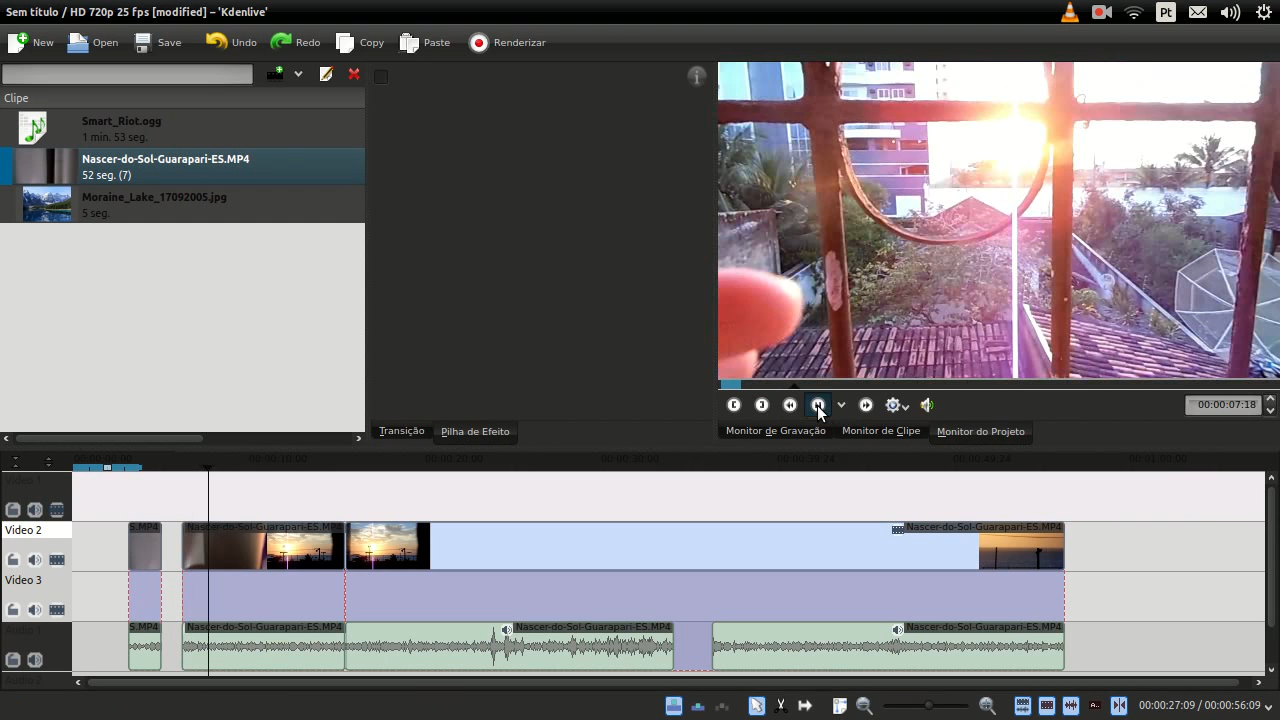 Sem titulo / HD 720p 25 fps [modified] – ‘Kdenlive’
Pt
New Open Save Undo Redo Copy Paste Renderizar
Clipe
Smart_Riot.ogg
1 min. 53 seg.
Nascer-do-Sol-Guarapari-ES.MP4
52 seg. (7)
Moraine_Lake_17092005.jpg
5 seg.
00:00:07:18
Transição Pilha de Efeito
Monitor de Gravação Monitor de Clipe Monitor do Projeto
00:00:00:00 00:00:10:00 00:00:20:00 00:00:30:00 00:00:39:24 00:00:49:24 00:01:00:00
Video 1
Video 2
S.MP4 Nascer-do-Sol-Guarapari-ES.MP4 Nascer-do-Sol-Guarapari-ES.MP4
Video 3
Audio 1
S.MP4 Nascer-do-Sol-Guarapari-ES.MP4 Nascer-do-Sol-Guarapari-ES.MP4 Nascer-do-Sol-Guarapari-ES.MP4
Audio 2
00:00:27:09 / 00:00:56:09